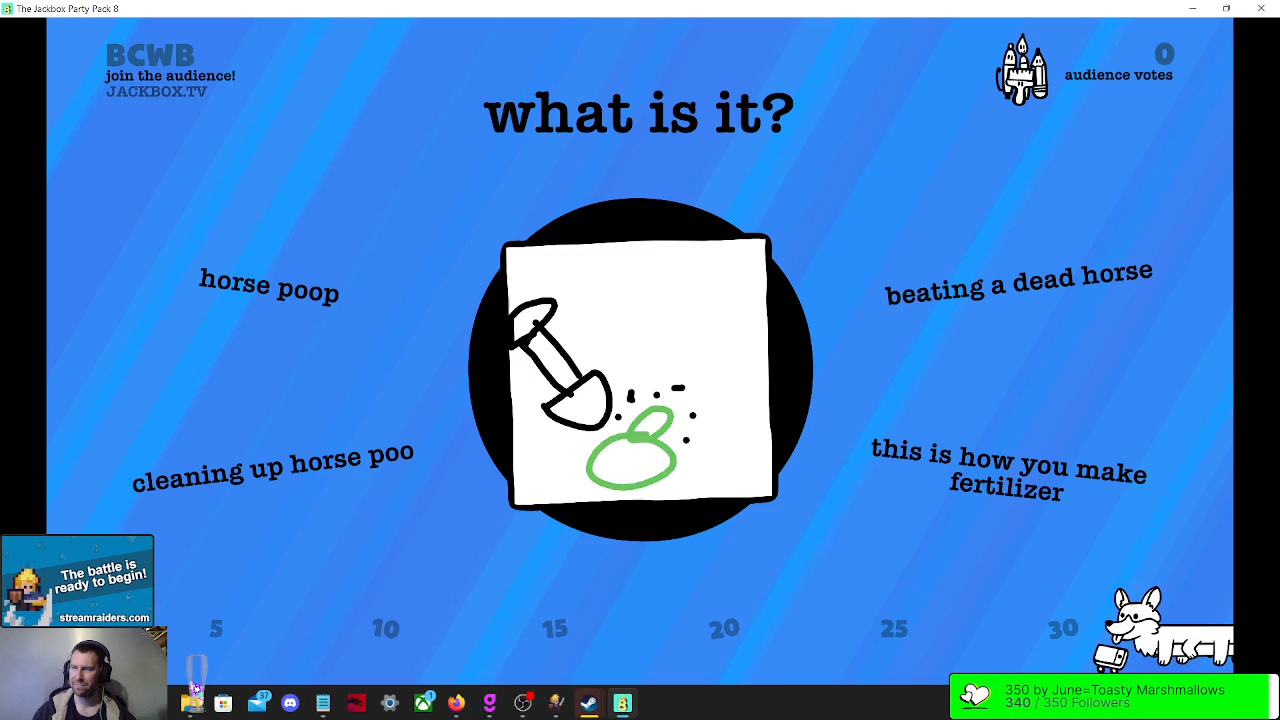 The Jackbox Party Pack 8
BCWB
join the audience!
JACKBOX.TV
0
audience votes
what is it?
horse poop
beating a dead horse
cleaning up horse poo
this is how you make
fertilizer
The battle is
ready to begin!
streamraiders.com
5
10
15
20
25
30
37
1
350 by June=Toasty Marshmallows
340 / 350 Followers